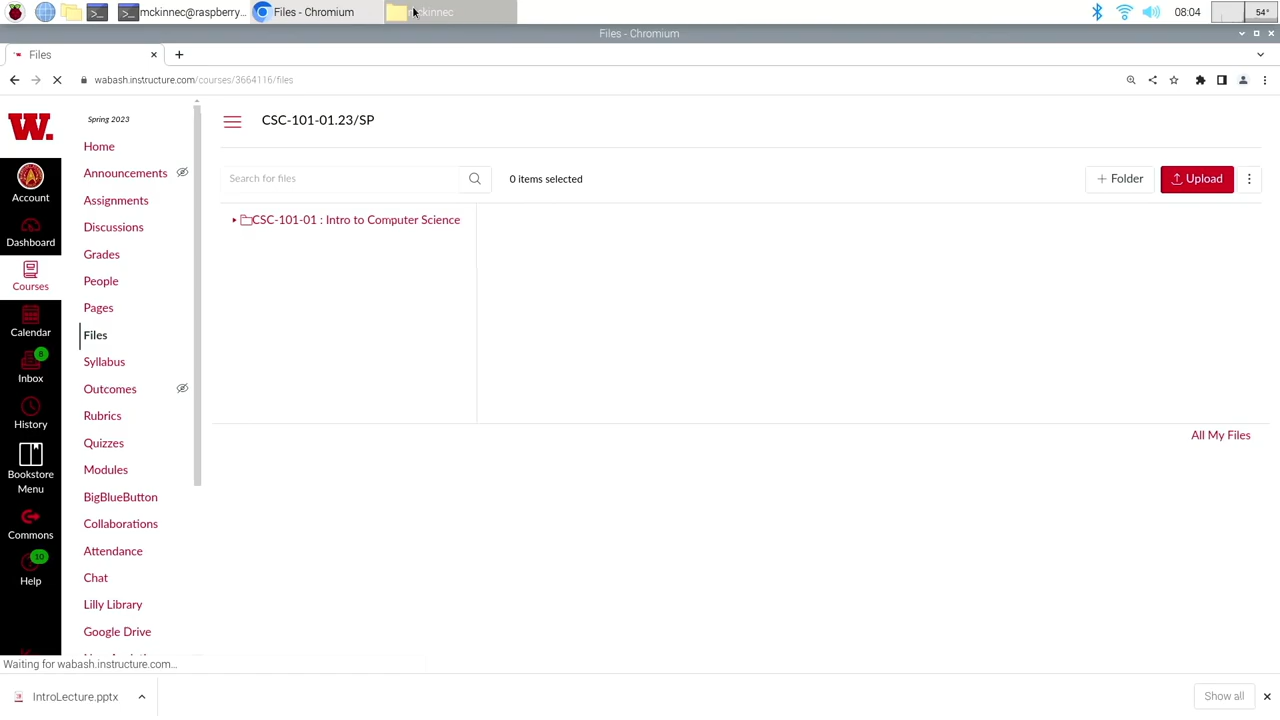 mckinnec@raspberry...
Files - Chromium
mckinnec
08:04
54°
Files - Chromium
Files
wabash.instructure.com/courses/3664116/files
W.
Account
Dashboard
Courses
Calendar
8
Inbox
History
Bookstore
Menu
Commons
10
Help
Spring 2023
Home
Announcements
Assignments
Discussions
Grades
People
Pages
Files
Syllabus
Outcomes
Rubrics
Quizzes
Modules
BigBlueButton
Collaborations
Attendance
Chat
Lilly Library
Google Drive
CSC-101-01.23/SP
Search for files
0 items selected
+ Folder
Upload
CSC-101-01 : Intro to Computer Science
All My Files
Waiting for wabash.instructure.com...
IntroLecture.pptx
Show all